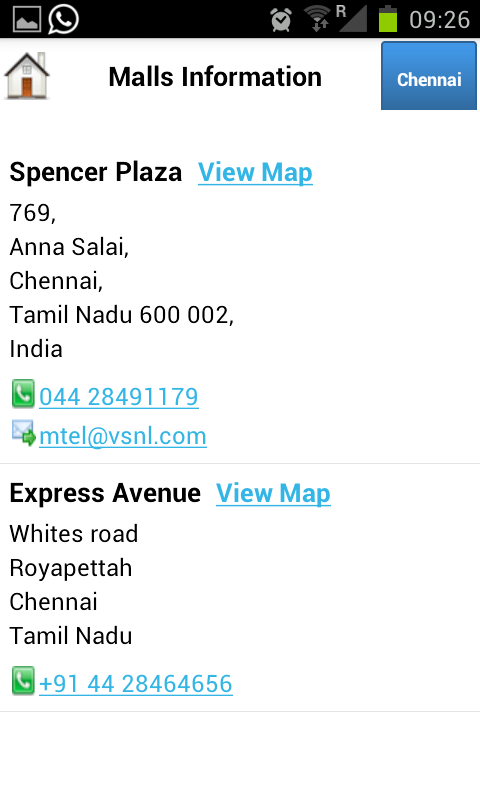 R 09:26
Malls Information
Chennai
Spencer Plaza View Map
769,
Anna Salai,
Chennai,
Tamil Nadu 600 002,
India
044 28491179
mtel@vsnl.com
Express Avenue View Map
Whites road
Royapettah
Chennai
Tamil Nadu
+91 44 28464656